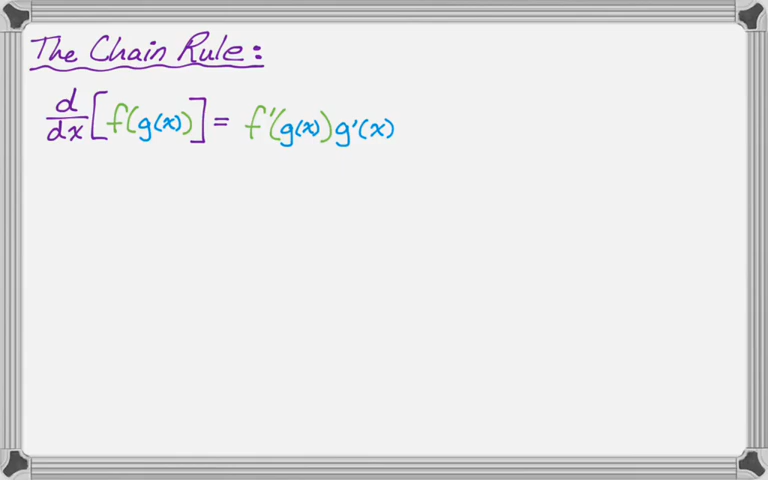 The Chain Rule:
d/dx [f(g(x))] = f'(g(x))g'(x)